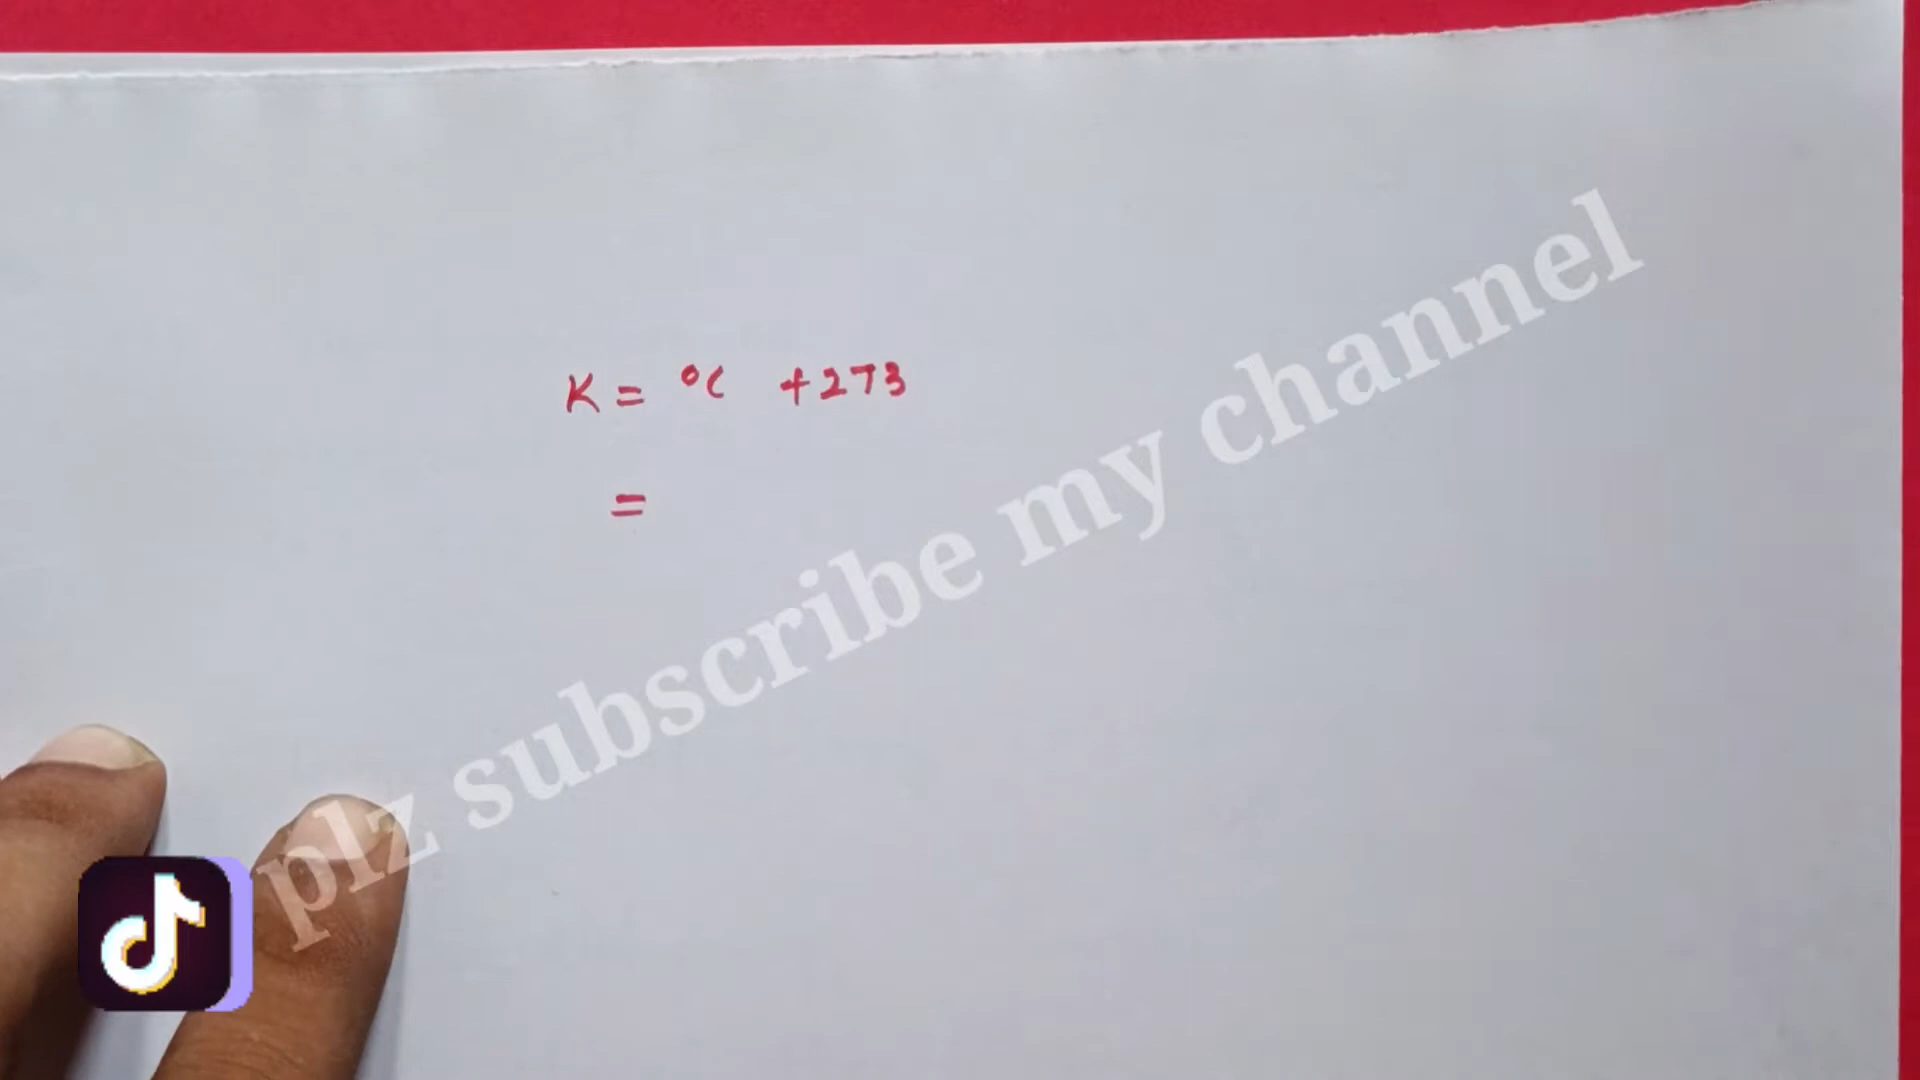 K = °C +273
=
plz subscribe my channel